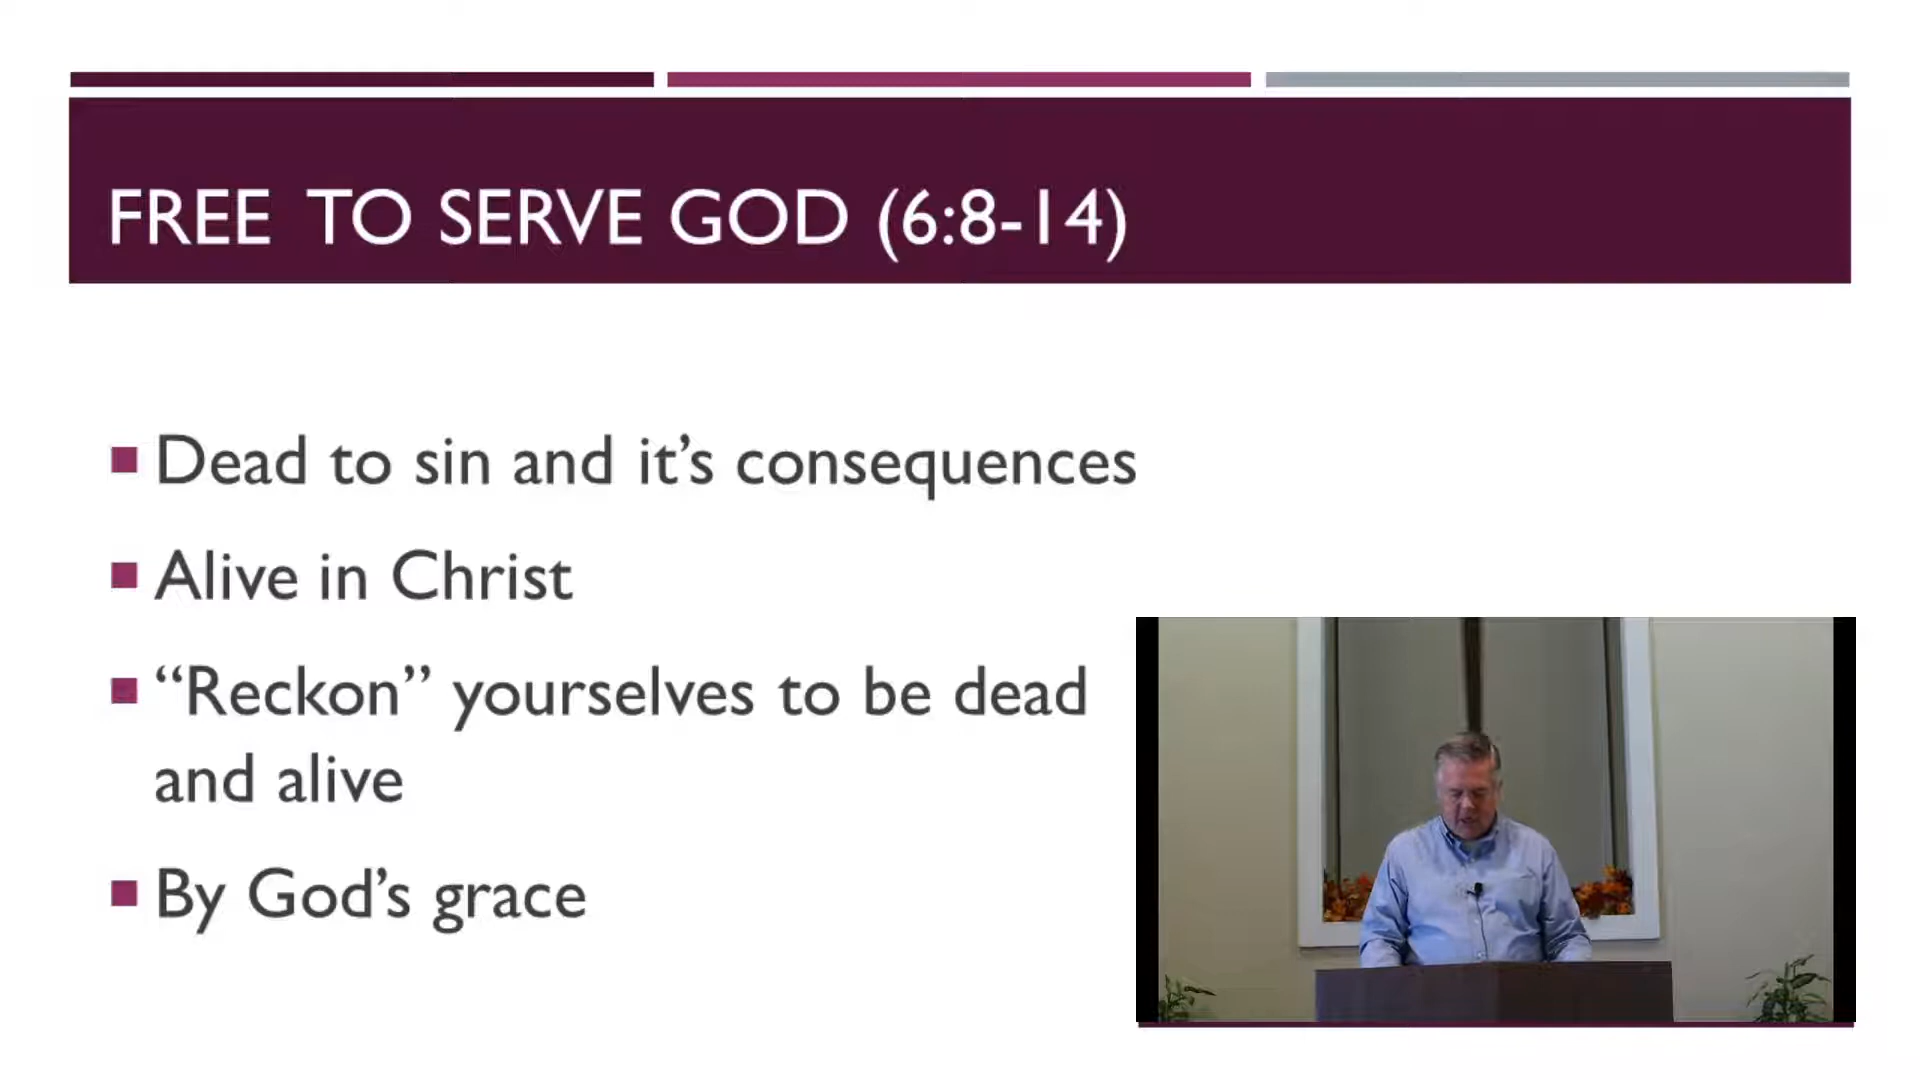 FREE TO SERVE GOD (6:8-14)
Dead to sin and it’s consequences
Alive in Christ
“Reckon” yourselves to be dead
and alive
By God’s grace